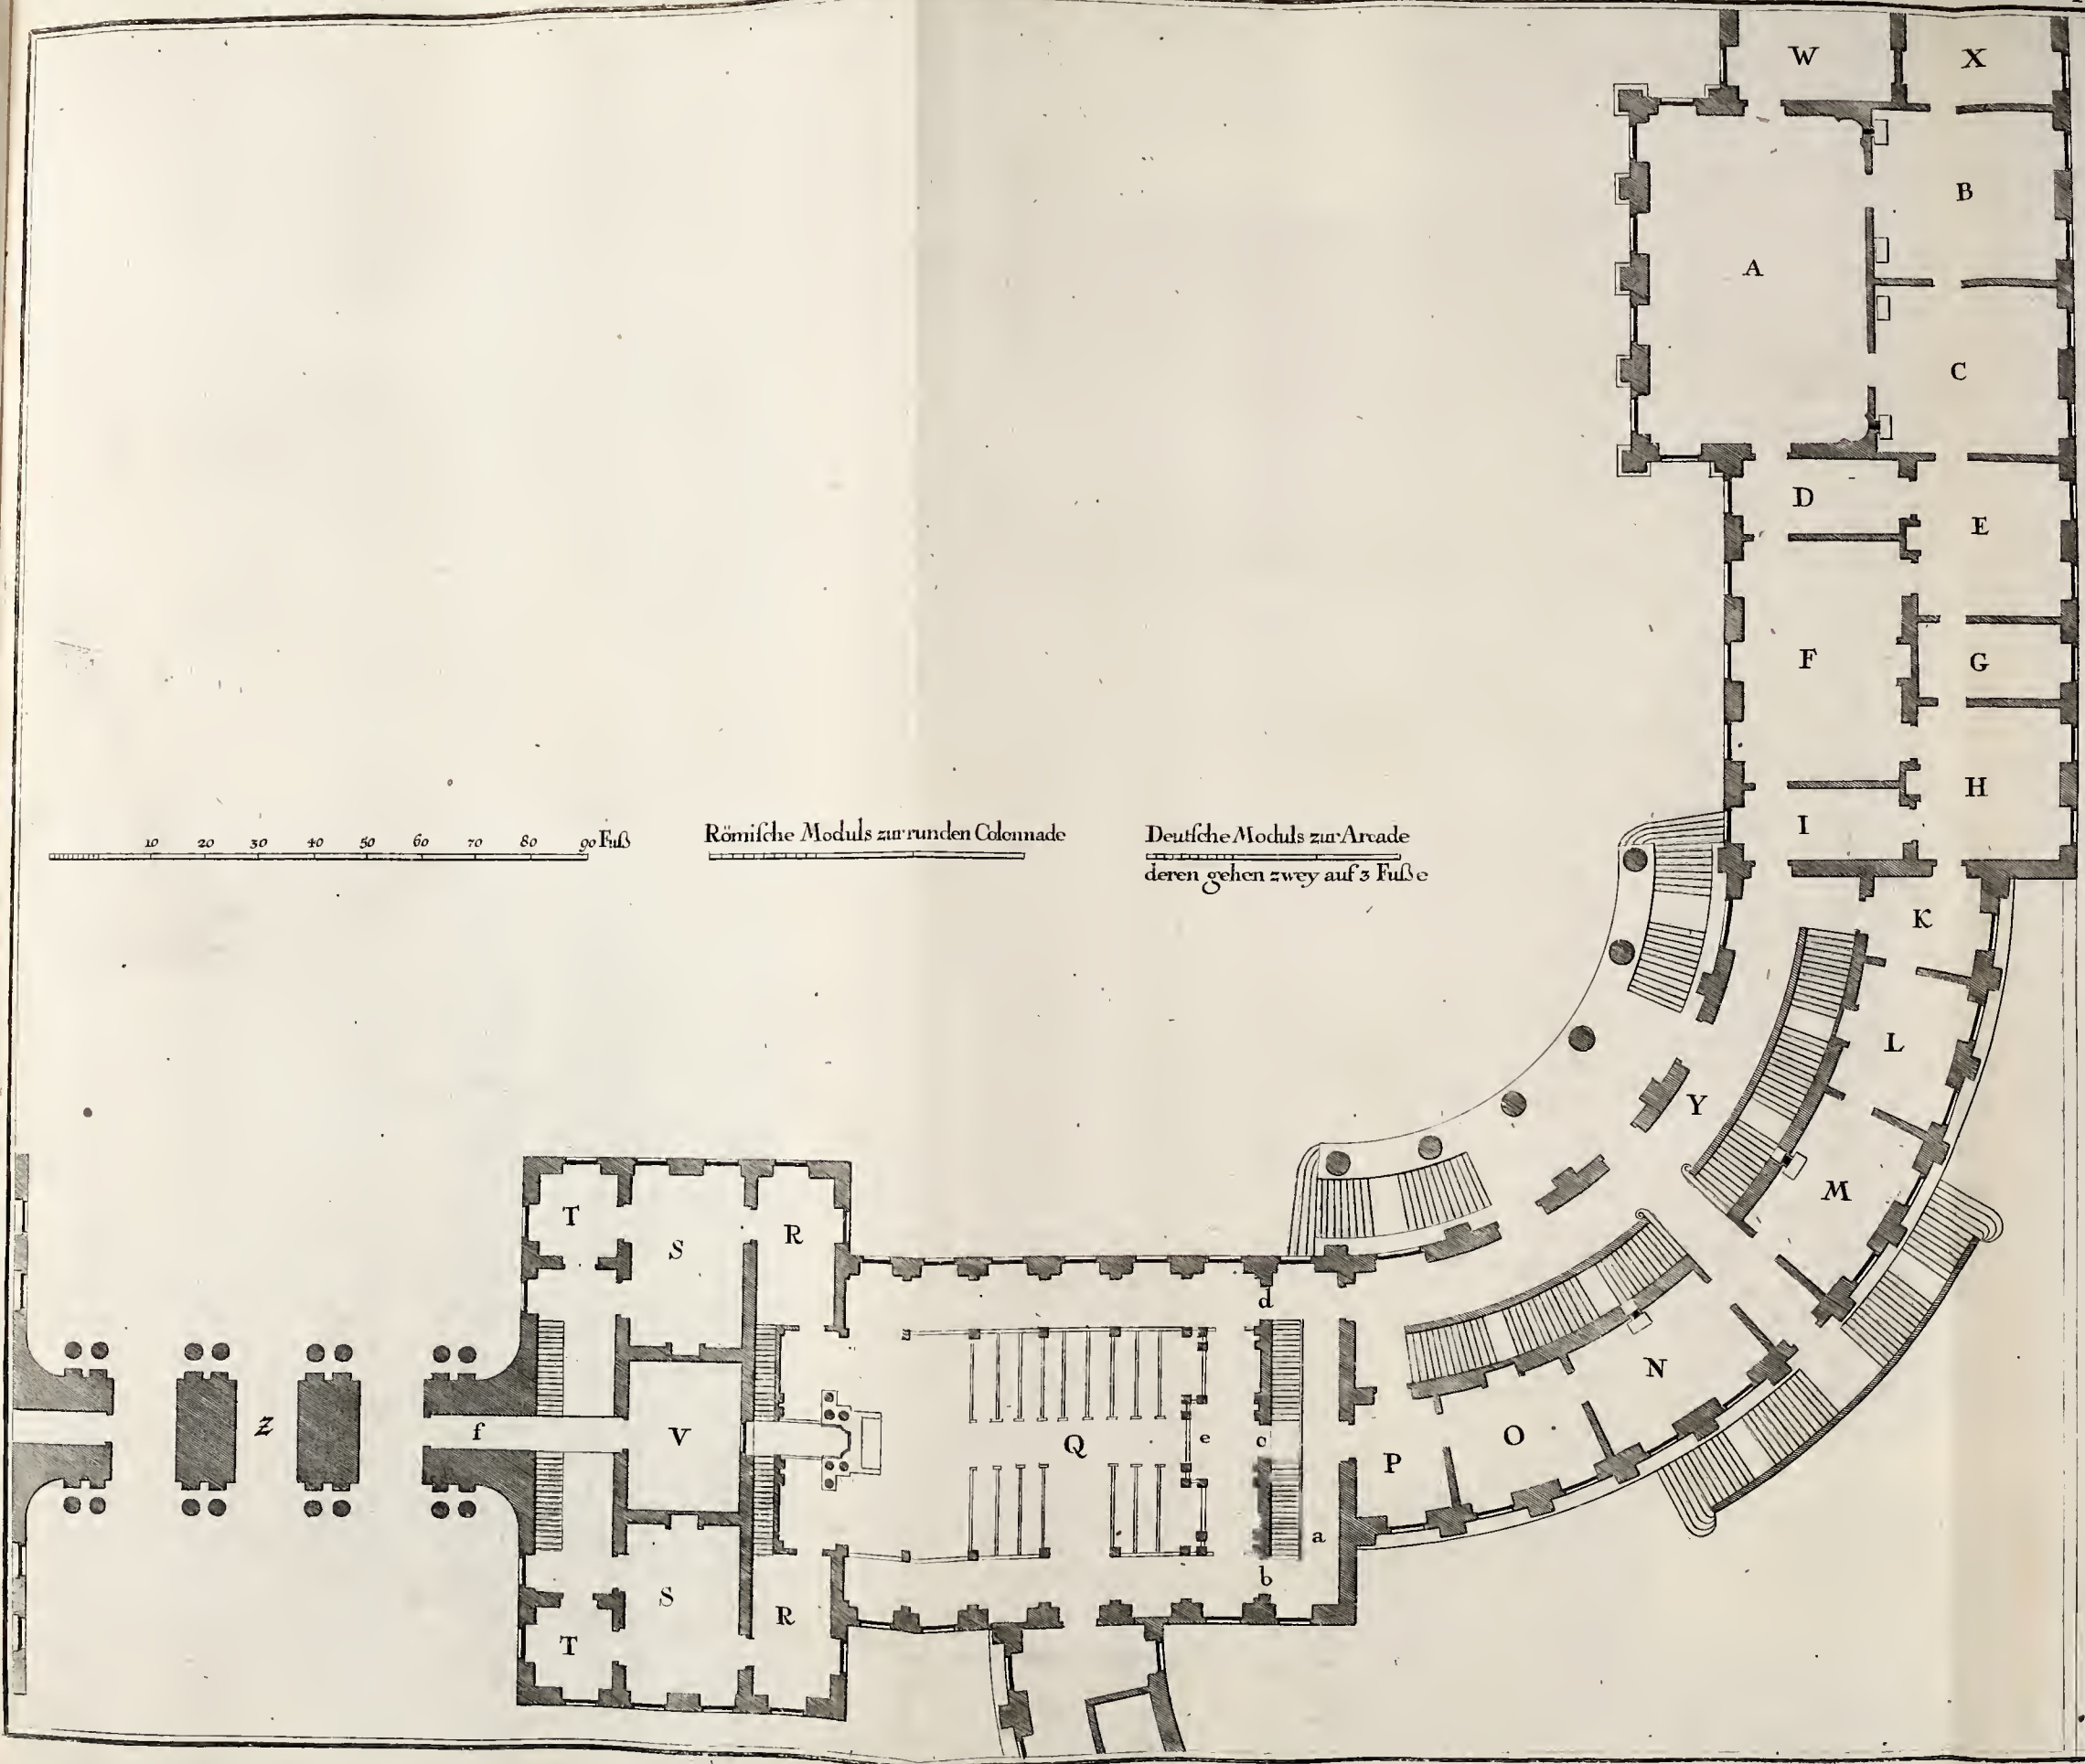 W
X
B
A
C
D
E
F
G
H
I
10 20 30 40 50 60 70 80 90 Fuß
Römische Moduls zur runden Colonnade
Deutsche Moduls zur Arcade
deren gehen zwey auf 3 Fuße
K
L
Y
M
T
S
R
d
N
Z
f
V
Q
e
c
P
O
a
b
S
R
T